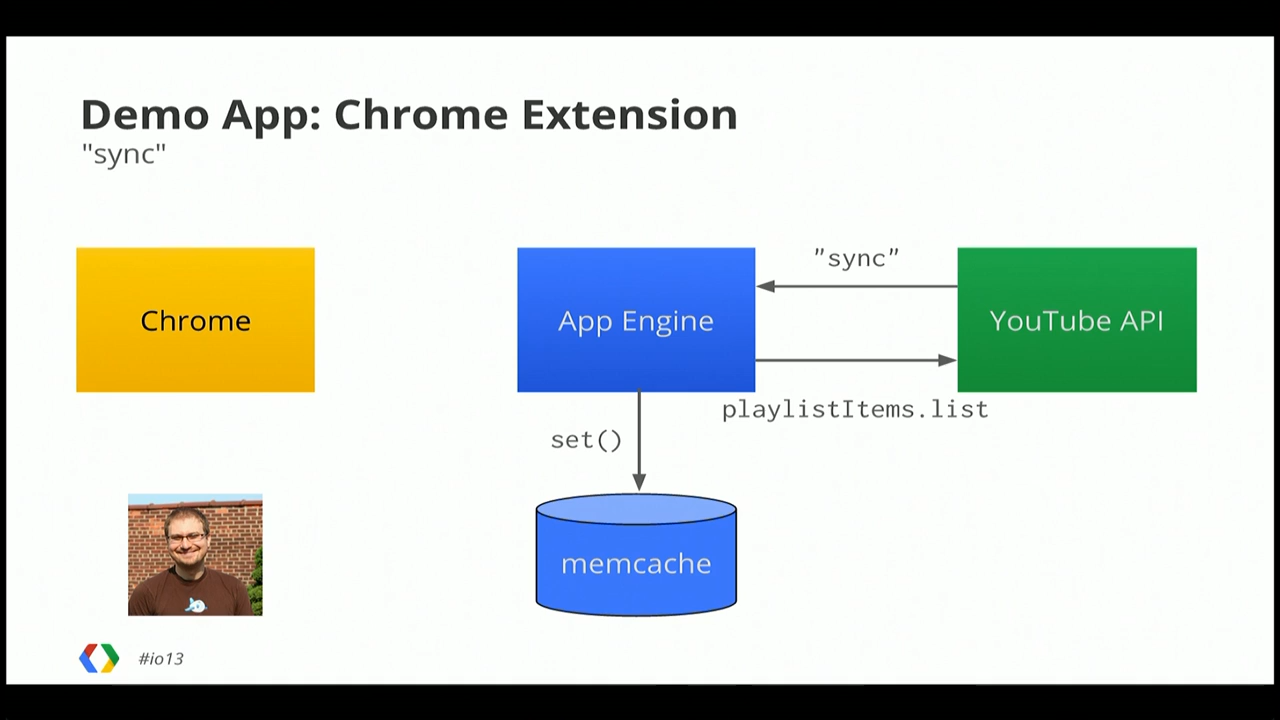 Demo App: Chrome Extension
"sync"
Chrome
App Engine
"sync"
YouTube API
playlistItems.list
set()
memcache
#io13